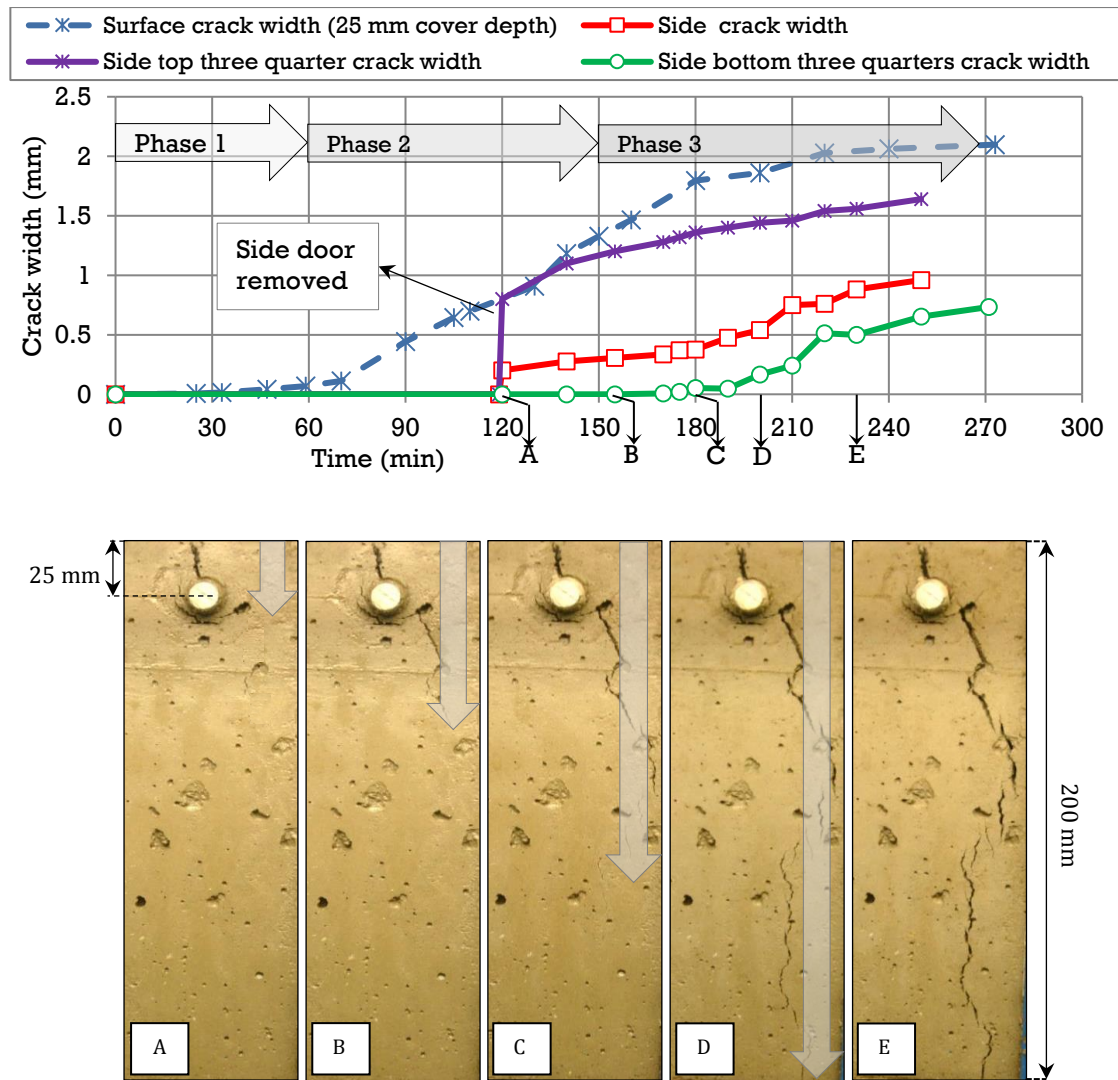 Surface crack width (25 mm cover depth)
Side crack width
Side top three quarter crack width
Side bottom three quarters crack width
2.5
2
1.5
1
0.5
0
Crack width (mm)
Phase 1
Phase 2
Phase 3
Side door
removed
0 30 60 90 120 150 180 210 240 270 300
Time (min)
A B C D E
25 mm
200 mm
A B C D E